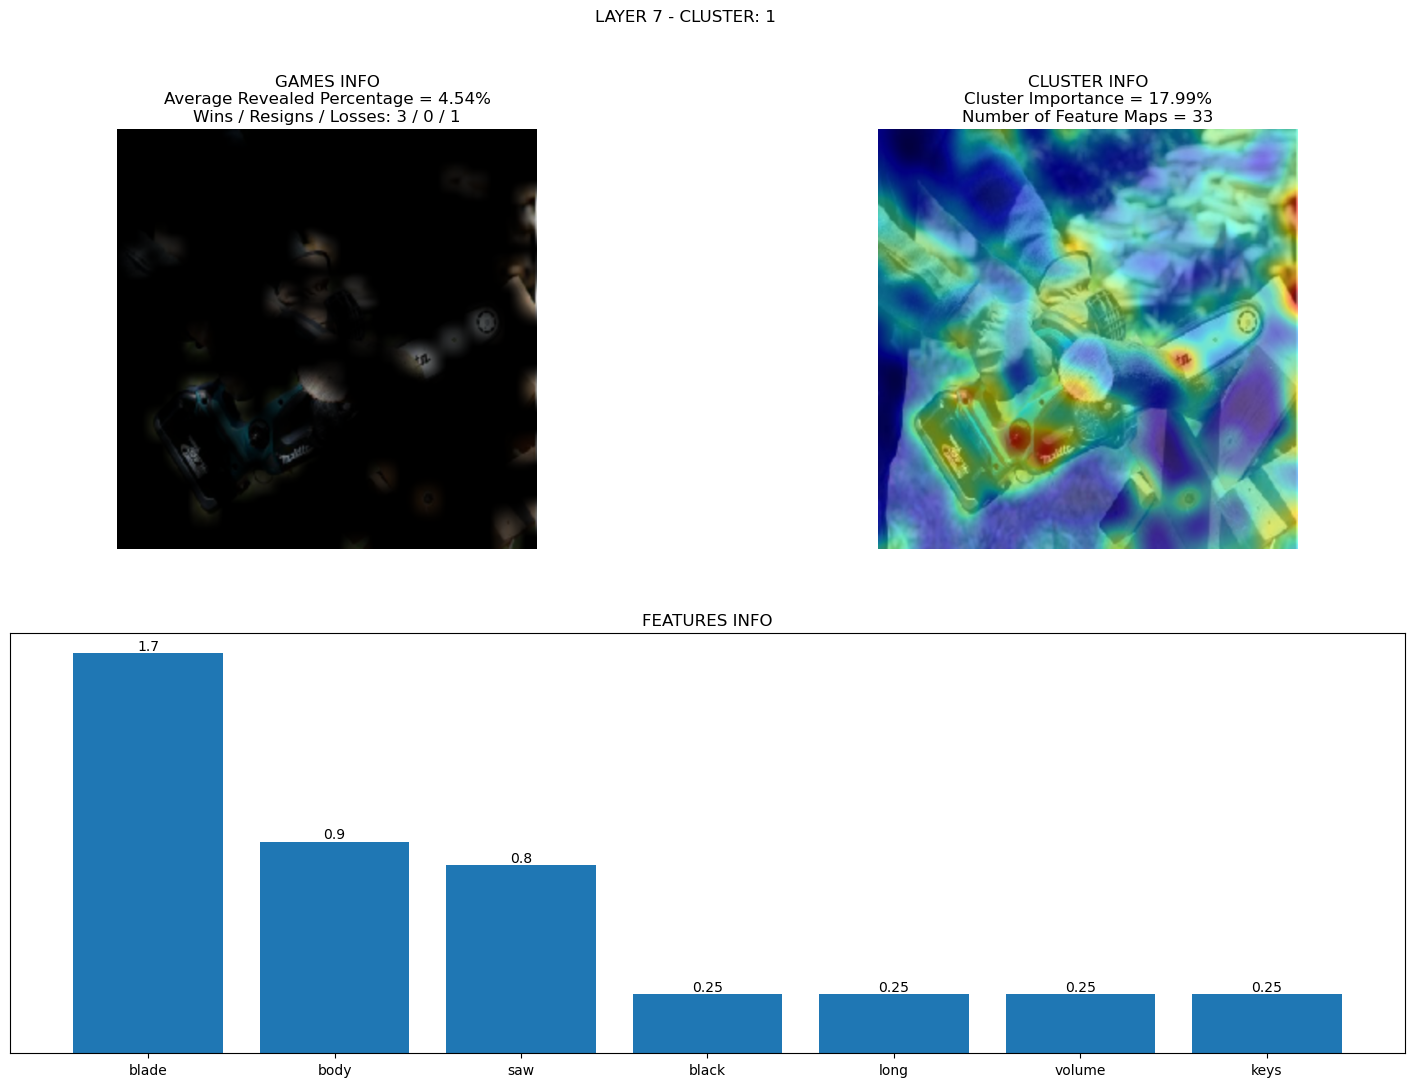 LAYER 7 - CLUSTER: 1
GAMES INFO
Average Revealed Percentage = 4.54%
Wins / Resigns / Losses: 3 / 0 / 1
CLUSTER INFO
Cluster Importance = 17.99%
Number of Feature Maps = 33
makita
makita
FEATURES INFO
1.7
0.9
0.8
0.25
0.25
0.25
0.25
blade
body
saw
black
long
volume
keys